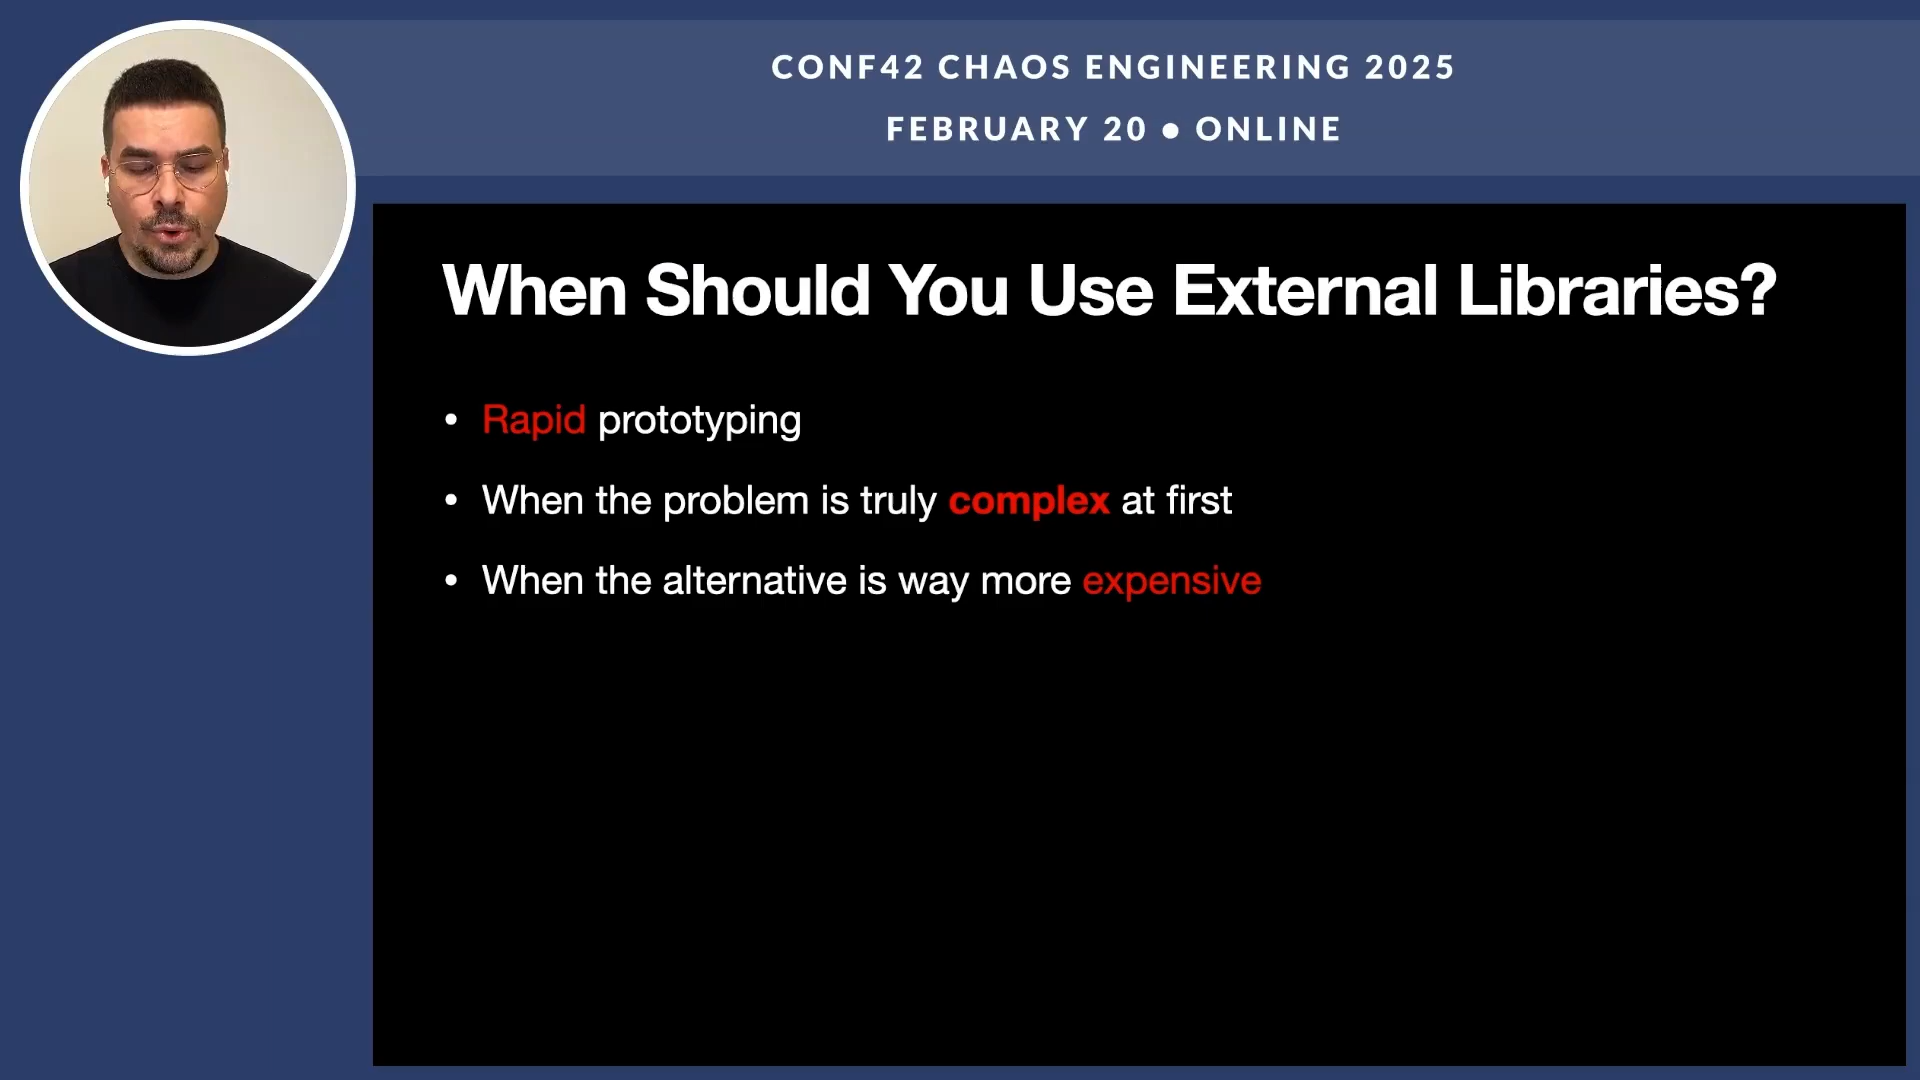 CONF42 CHAOS ENGINEERING 2025
FEBRUARY 20 ● ONLINE
When Should You Use External Libraries?
• Rapid prototyping
• When the problem is truly complex at first
• When the alternative is way more expensive